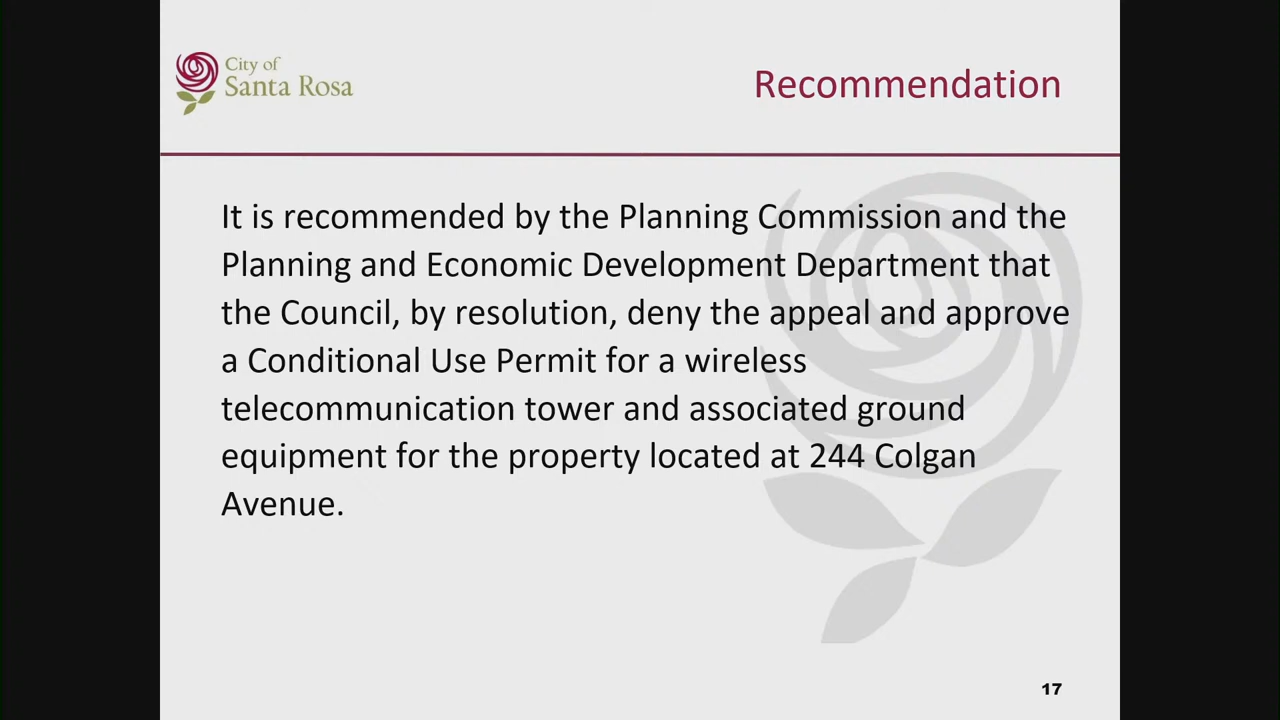 City of
Santa Rosa
Recommendation
It is recommended by the Planning Commission and the
Planning and Economic Development Department that
the Council, by resolution, deny the appeal and approve
a Conditional Use Permit for a wireless
telecommunication tower and associated ground
equipment for the property located at 244 Colgan
Avenue.
17